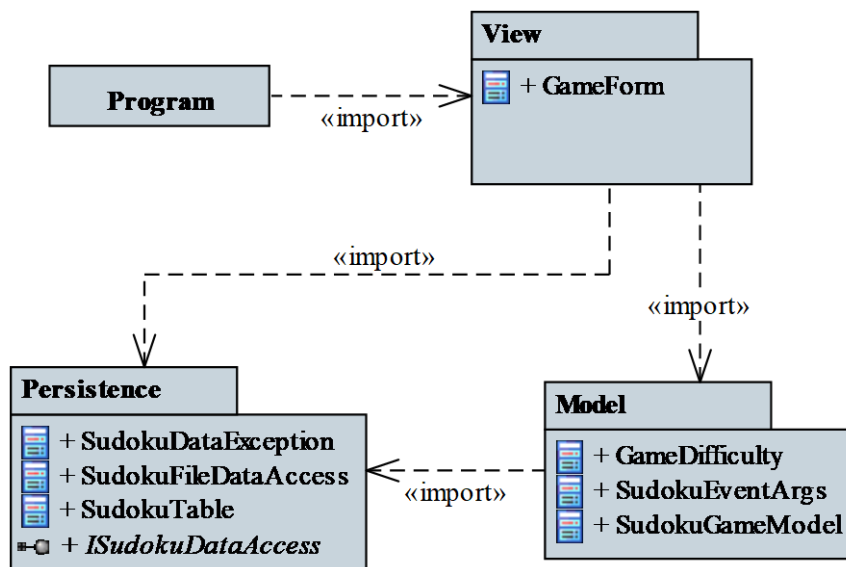 View
+ GameForm
Program
«import»
«import»
«import»
Persistence
+ SudokuDataException
+ SudokuFileDataAccess
+ SudokuTable
+ ISudokuDataAccess
«import»
Model
+ GameDifficulty
+ SudokuEventArgs
+ SudokuGameModel